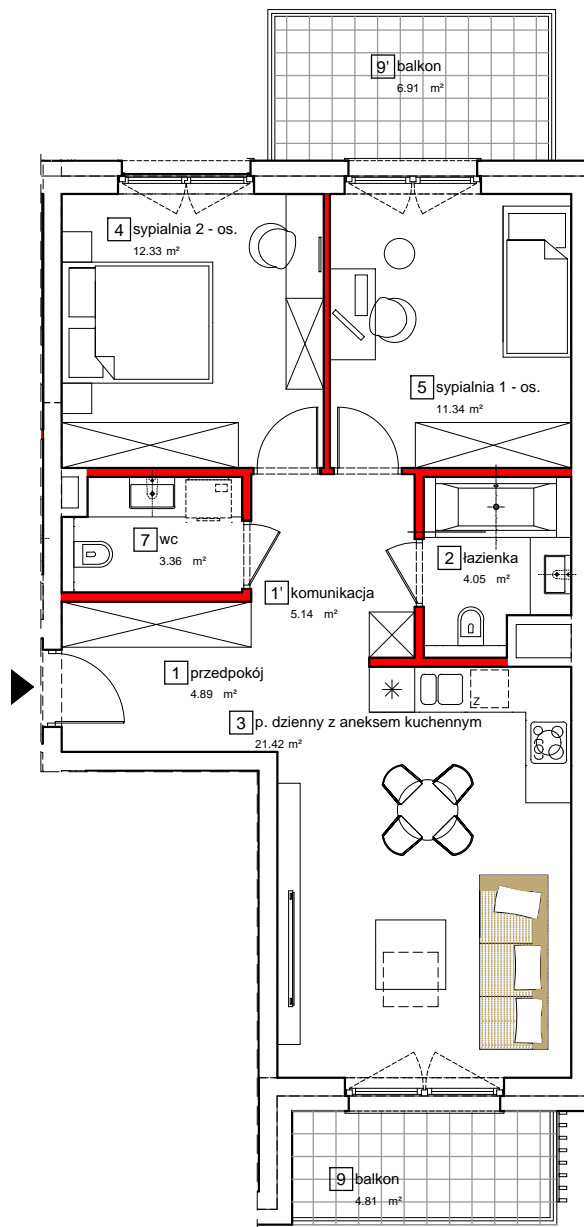 9' balkon
6.91 m²
4 sypialnia 2 - os.
12.33 m²
5 sypialnia 1 - os.
11.34 m²
7 wc
3.36 m²
2 łazienka
4.05 m²
1' komunikacja
5.14 m²
1 przedpokój
4.89 m²
Z
3 p. dzienny z aneksem kuchennym
21.42 m²
9 balkon
4.81 m²